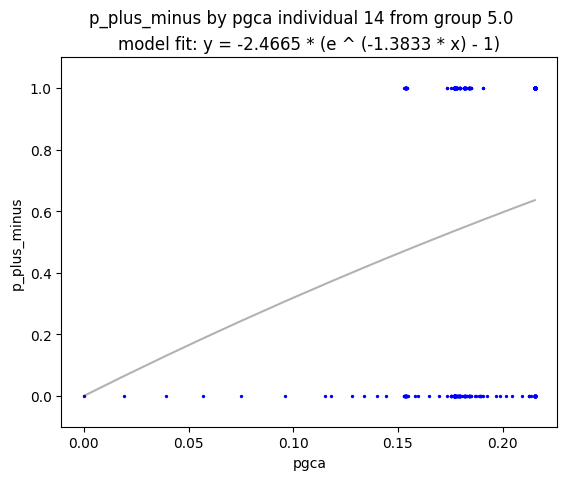 p_plus_minus by pgca individual 14 from group 5.0
model fit: y = -2.4665 * (e ^ (-1.3833 * x) - 1)
1.0
0.8
0.6
0.4
0.2
0.0
p_plus_minus
0.00
0.05
0.10
0.15
0.20
pgca